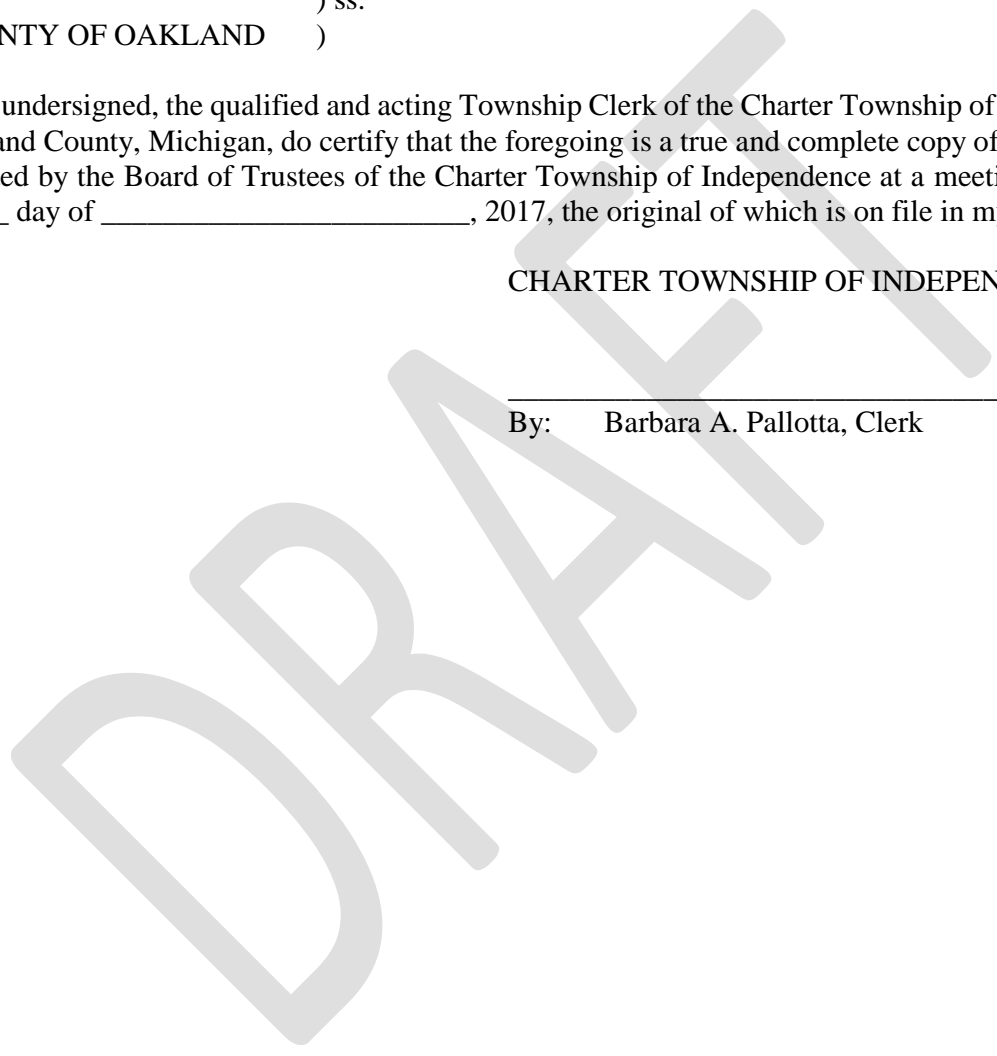 ) ss.
NTY OF OAKLAND )
undersigned, the qualified and acting Township Clerk of the Charter Township of
and County, Michigan, do certify that the foregoing is a true and complete copy of
ed by the Board of Trustees of the Charter Township of Independence at a meeti
_ day of ________________________, 2017, the original of which is on file in my
CHARTER TOWNSHIP OF INDEPEN
________________________________
By: Barbara A. Pallotta, Clerk
DRAFT